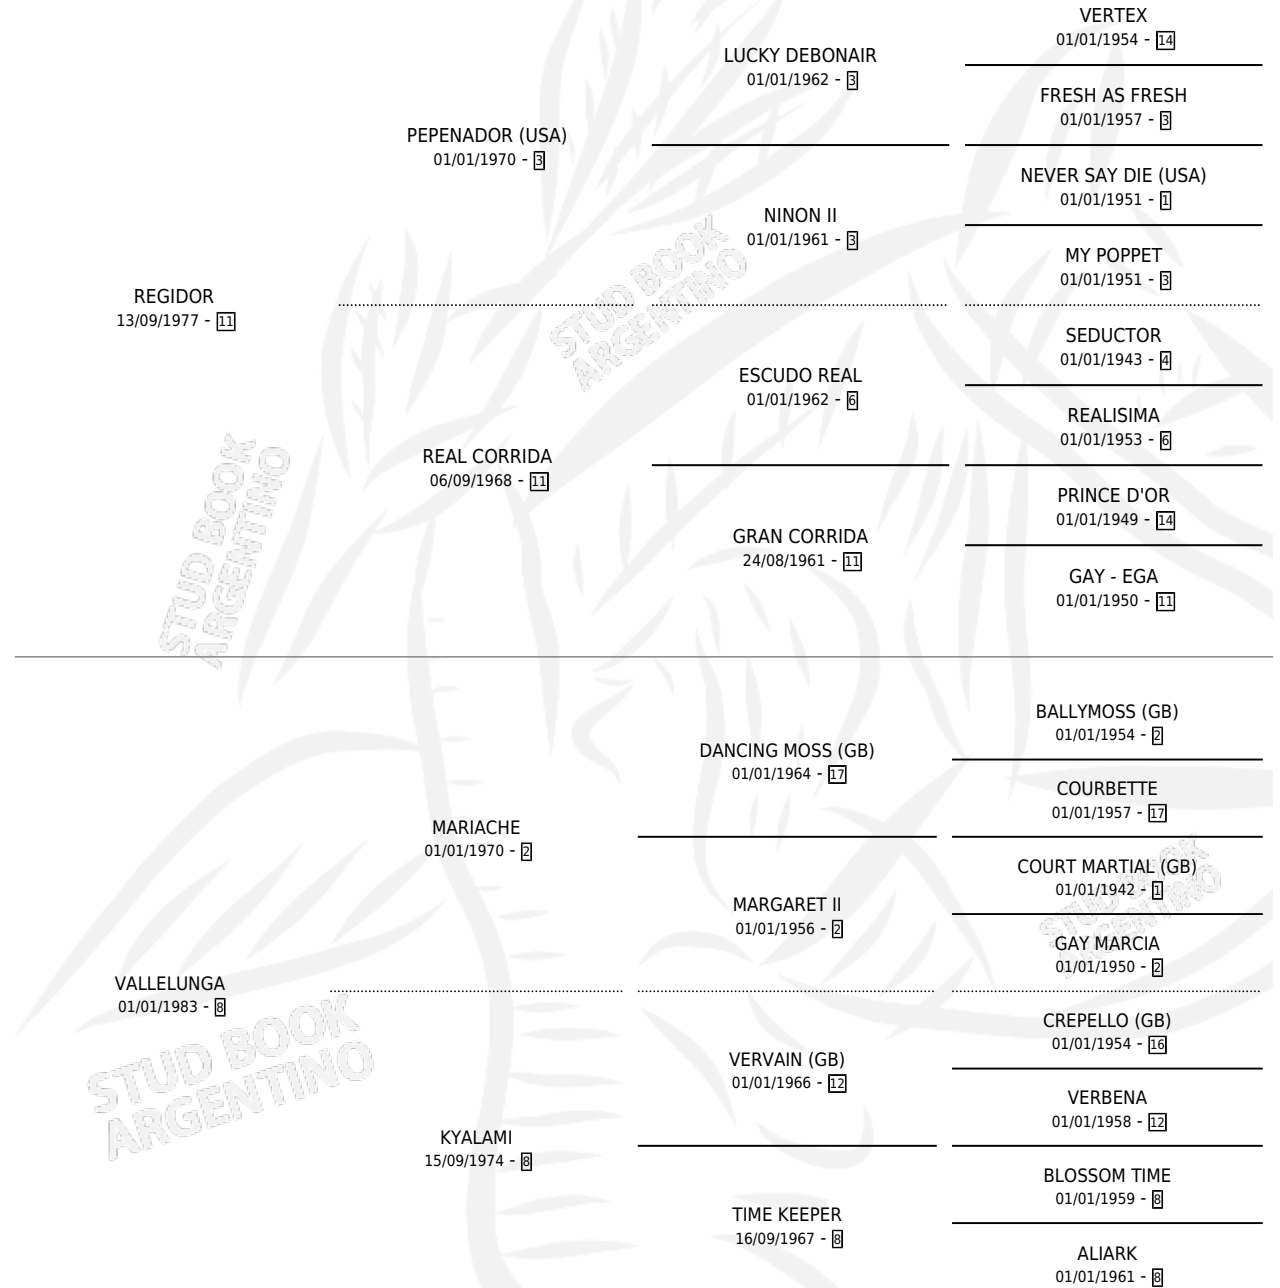 VERTEX
01/01/1954 - 14
LUCKY DEBONAIR
01/01/1962 - 3
FRESH AS FRESH
01/01/1957 - 3
PEPENADOR (USA)
01/01/1970 - 3
NEVER SAY DIE (USA)
01/01/1951 - 1
NINON II
01/01/1961 - 3
MY POPPET
01/01/1951 - 3
REGIDOR
13/09/1977 - 11
SEDUCTOR
01/01/1943 - 4
ESCUDO REAL
01/01/1962 - 6
REALISIMA
01/01/1953 - 6
REAL CORRIDA
06/09/1968 - 11
PRINCE D'OR
01/01/1949 - 14
GRAN CORRIDA
24/08/1961 - 11
GAY - EGA
01/01/1950 - 11
BALLYMOSS (GB)
01/01/1954 - 2
DANCING MOSS (GB)
01/01/1964 - 17
COURBETTE
01/01/1957 - 17
MARIACHE
01/01/1970 - 2
COURT MARTIAL (GB)
01/01/1942 - 1
MARGARET II
01/01/1956 - 2
GAY MARCIA
01/01/1950 - 2
VALLELUNGA
01/01/1983 - 8
CREPELLO (GB)
01/01/1954 - 16
VERVAIN (GB)
01/01/1966 - 12
VERBENA
01/01/1958 - 12
KYALAMI
15/09/1974 - 8
BLOSSOM TIME
01/01/1959 - 8
TIME KEEPER
16/09/1967 - 8
ALIARK
01/01/1961 - 8
STUD BOOK
ARGENTINO
STUD BOOK
ARGENTINO
STUD BOOK
ARGENTINO
STUD BOOK
ARGENTINO